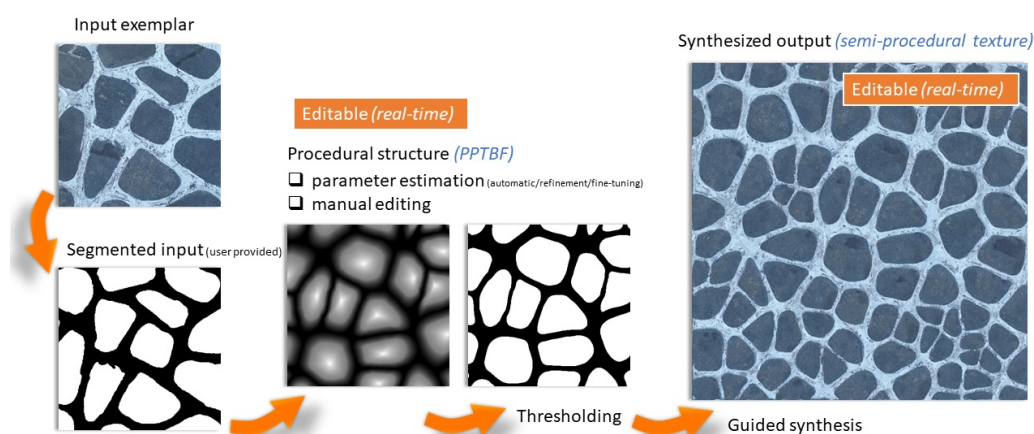 Input exemplar
Segmented input (user provided)
Editable (real-time)
Procedural structure (PPTBF)
❑ parameter estimation (automatic/refinement/fine-tuning)
❑ manual editing
Thresholding
Synthesized output (semi-procedural texture)
Editable (real-time)
Guided synthesis